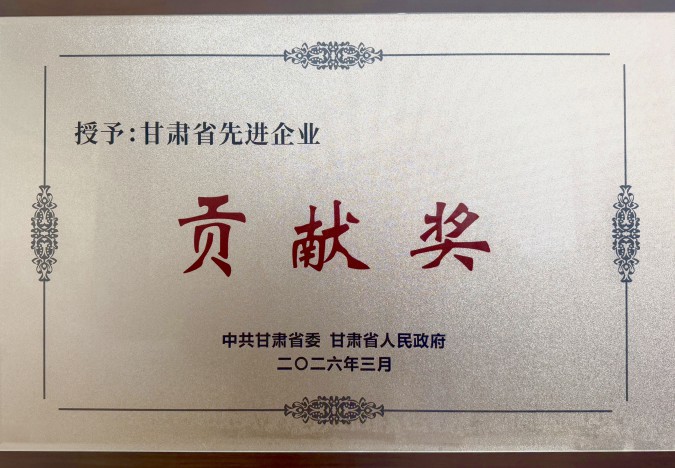 授予:甘肃省先进企业
贡献奖
中共甘肃省委 甘肃省人民政府
二〇二六年三月